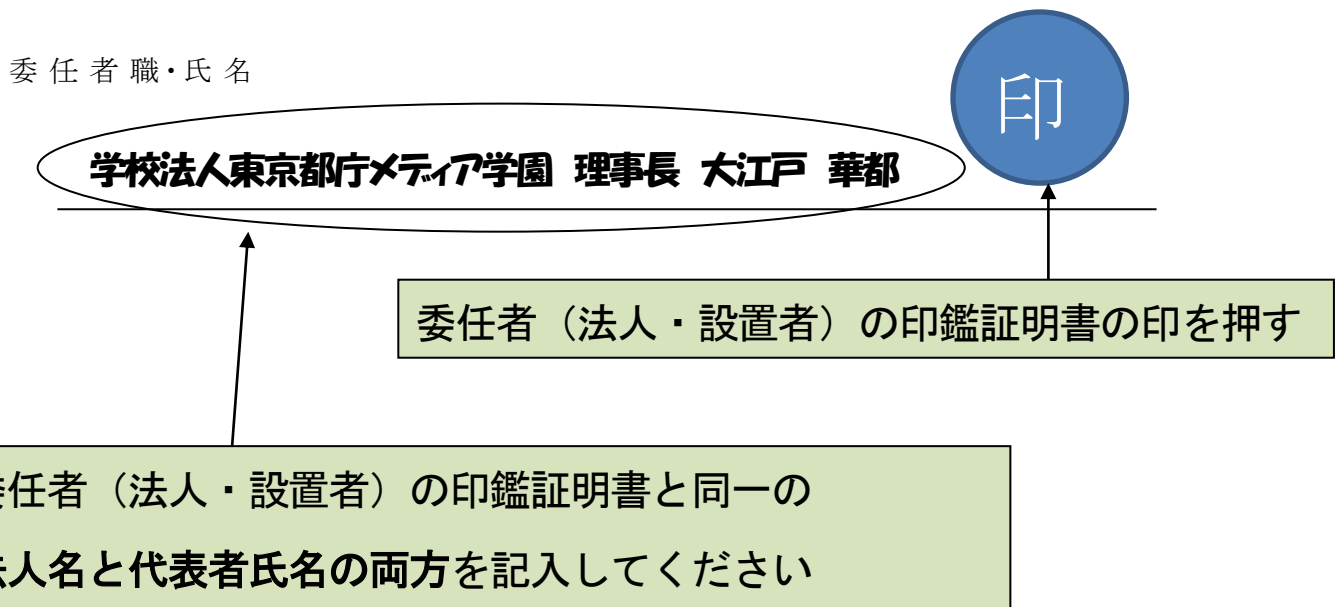 委任者職・氏名
印
学校法人東京都庁メディア学園 理事長 大江戸 華都
委任者（法人・設置者）の印鑑証明書の印を押す
委任者（法人・設置者）の印鑑証明書と同一の
法人名と代表者氏名の両方を記入してください